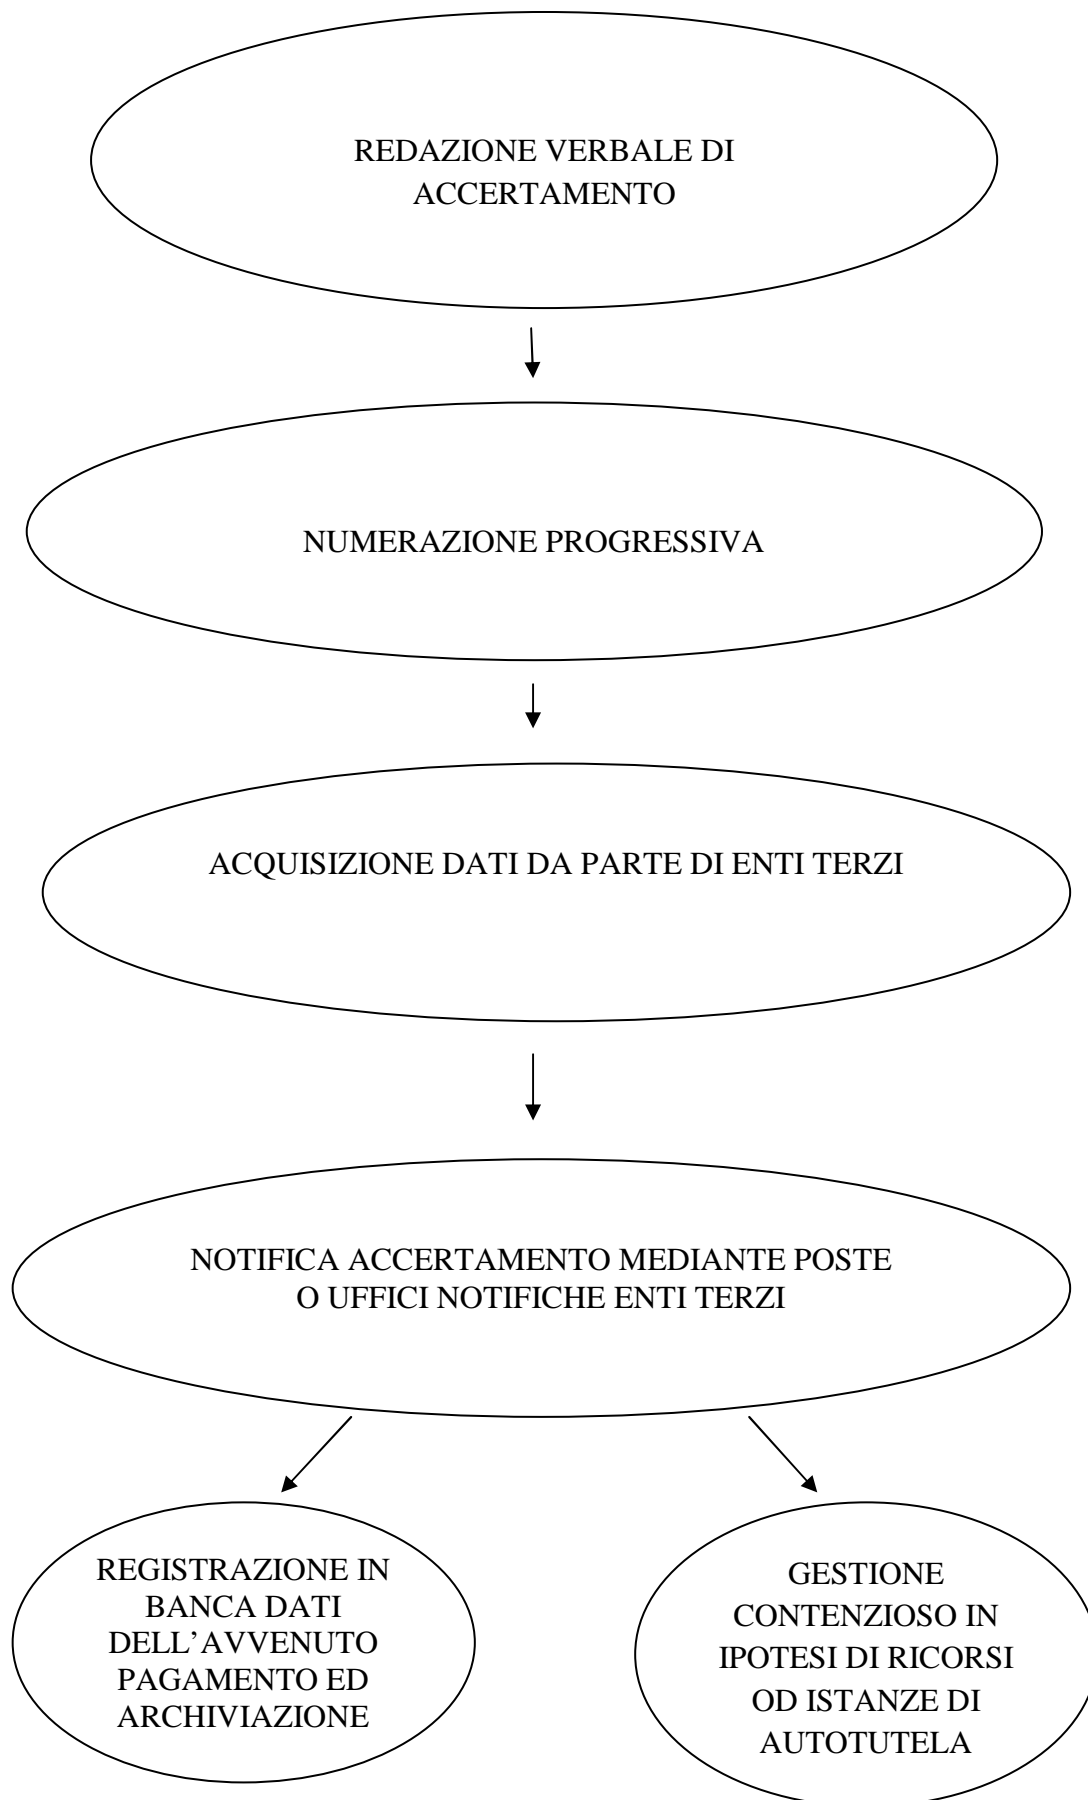 REDAZIONE VERBALE DI
ACCERTAMENTO
NUMERAZIONE PROGRESSIVA
ACQUISIZIONE DATI DA PARTE DI ENTI TERZI
NOTIFICA ACCERTAMENTO MEDIANTE POSTE
O UFFICI NOTIFICHE ENTI TERZI
REGISTRAZIONE IN
BANCA DATI
DELL'AVVENUTO
PAGAMENTO ED
ARCHIVIAZIONE
GESTIONE
CONTENZIOSO IN
IPOTESI DI RICORSI
OD ISTANZE DI
AUTOTUTELA